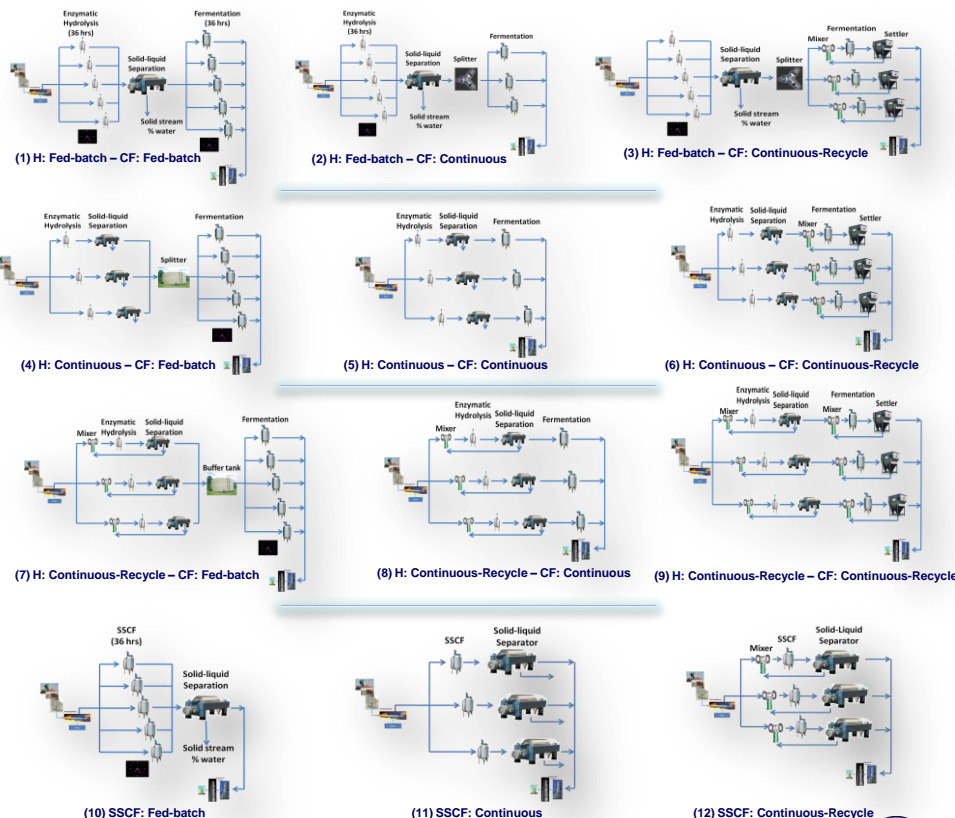 Enzymatic
Hydrolysis
(36 hrs)
Solid-liquid
Separation
Fermentation
(36 hrs)
Solid stream
% water
(1) H: Fed-batch – CF: Fed-batch
Enzymatic
Hydrolysis
(36 hrs)
Solid-liquid
Separation
Splitter
Fermentation
Solid stream
% water
(2) H: Fed-batch – CF: Continuous
Solid-liquid
Separation
Splitter
Fermentation
Mixer
Settler
Solid stream
% water
(3) H: Fed-batch – CF: Continuous-Recycle
Enzymatic
Hydrolysis
Solid-liquid
Separation
Splitter
Fermentation
(4) H: Continuous – CF: Fed-batch
Enzymatic
Hydrolysis
Solid-liquid
Separation
Fermentation
(5) H: Continuous – CF: Continuous
Enzymatic
Hydrolysis
Solid-liquid
Separation
Fermentation
Mixer
Settler
(6) H: Continuous – CF: Continuous-Recycle
Mixer
Enzymatic
Hydrolysis
Solid-liquid
Separation
Buffer tank
Fermentation
(7) H: Continuous-Recycle – CF: Fed-batch
Mixer
Enzymatic
Hydrolysis
Solid-liquid
Separation
Fermentation
(8) H: Continuous-Recycle – CF: Continuous
Mixer
Enzymatic
Hydrolysis
Solid-liquid
Separation
Mixer
Fermentation
Settler
(9) H: Continuous-Recycle – CF: Continuous-Recycle
SSCF
(36 hrs)
Solid-liquid
Separation
Solid stream
% water
(10) SSCF: Fed-batch
SSCF
Solid-liquid
Separator
(11) SSCF: Continuous
Mixer
SSCF
Solid-Liquid
Separator
(12) SSCF: Continuous-Recycle